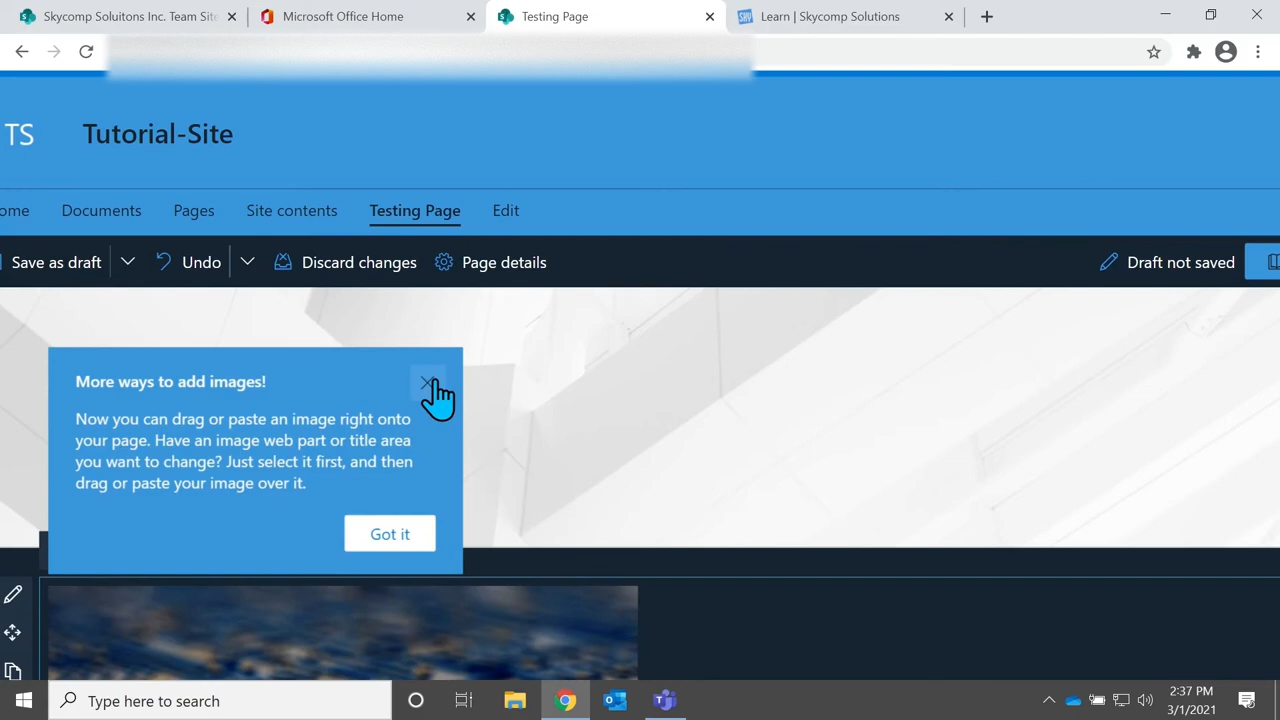 Skycomp Soluitons Inc. Team Site
Microsoft Office Home
Testing Page
Learn | Skycomp Solutions
TS
Tutorial-Site
ome
Documents
Pages
Site contents
Testing Page
Edit
Save as draft
Undo
Discard changes
Page details
Draft not saved
More ways to add images!
Now you can drag or paste an image right onto
your page. Have an image web part or title area
you want to change? Just select it first, and then
drag or paste your image over it.
Got it
Type here to search
2:37 PM
3/1/2021